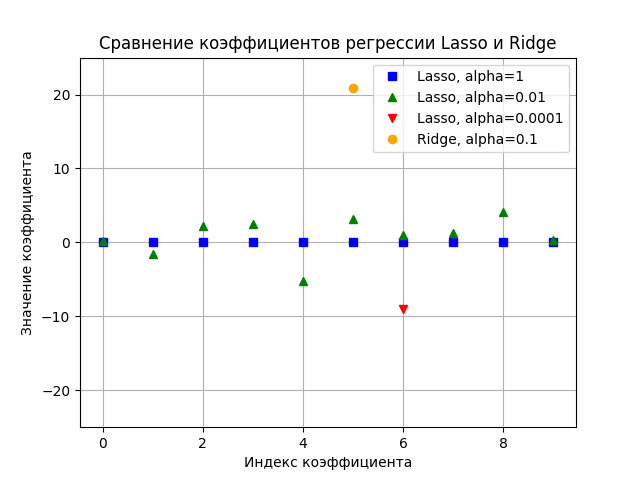 Сравнение коэффициентов регрессии Lasso и Ridge
Lasso, alpha=1
Lasso, alpha=0.01
Lasso, alpha=0.0001
Ridge, alpha=0.1
20
10
0
−10
−20
Значение коэффициента
0 2 4 6 8
Индекс коэффициента